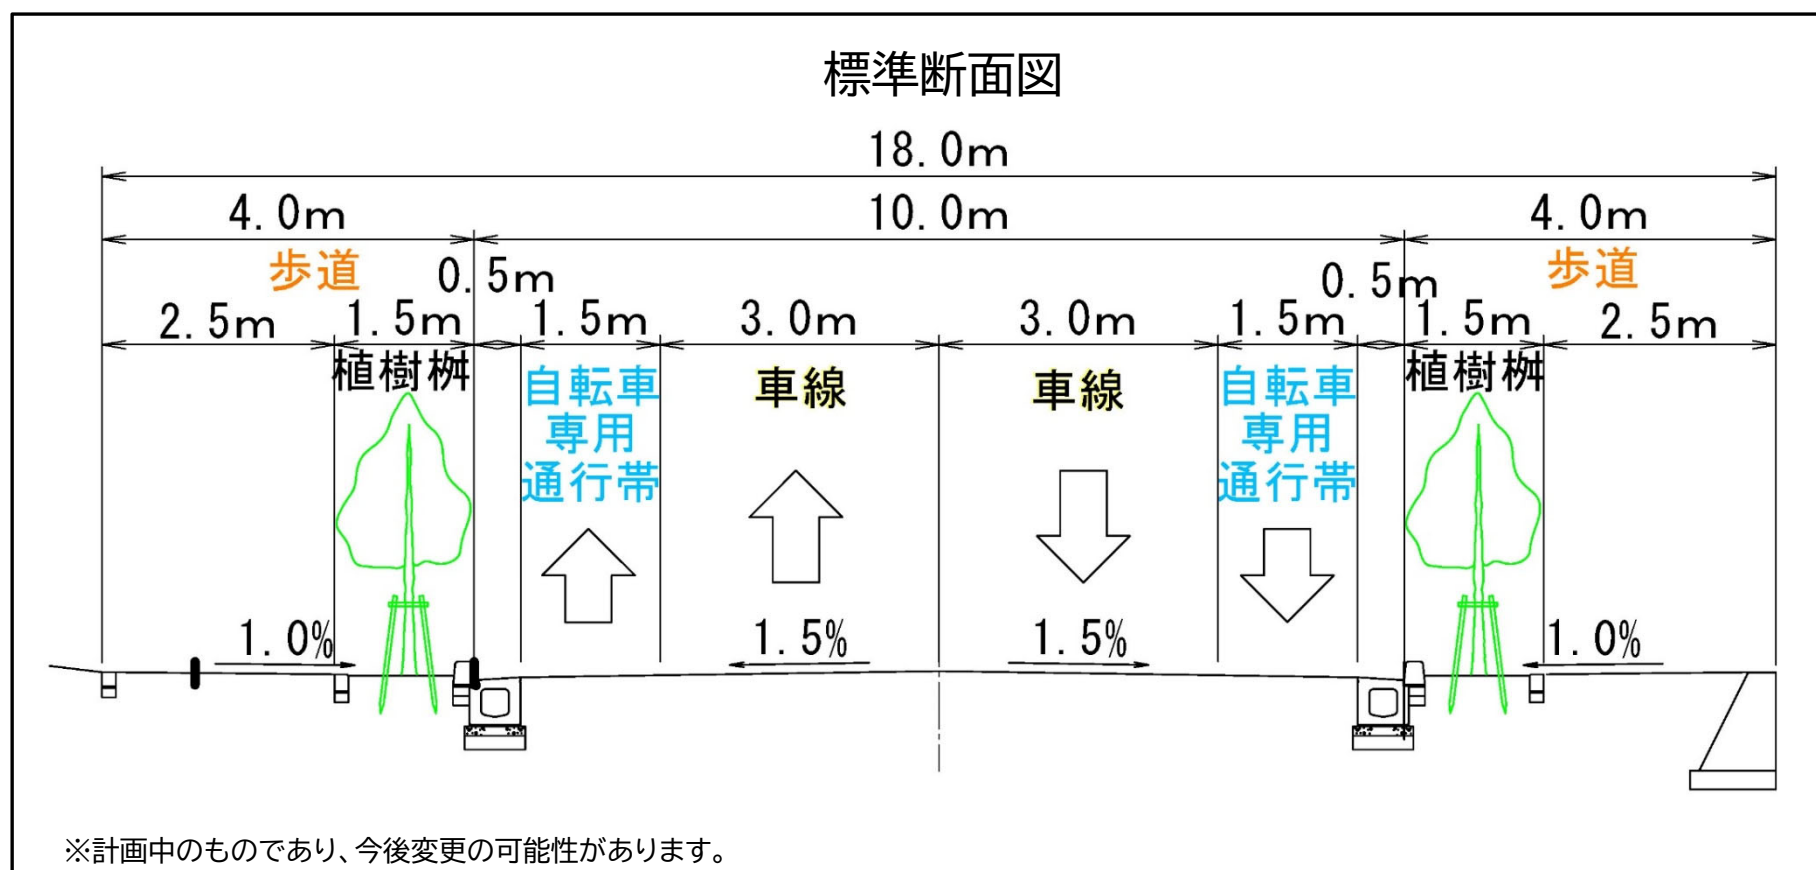 標準断面図
18.0m
4.0m
10.0m
4.0m
歩道
0.5m
0.5m
歩道
2.5m
1.5m
1.5m
3.0m
3.0m
1.5m
1.5m
2.5m
植樹桝
自転車
専用
通行帯
車線
車線
自転車
専用
通行帯
植樹桝
1.0%
1.5%
1.5%
1.0%
※計画中のものであり、今後変更の可能性があります。